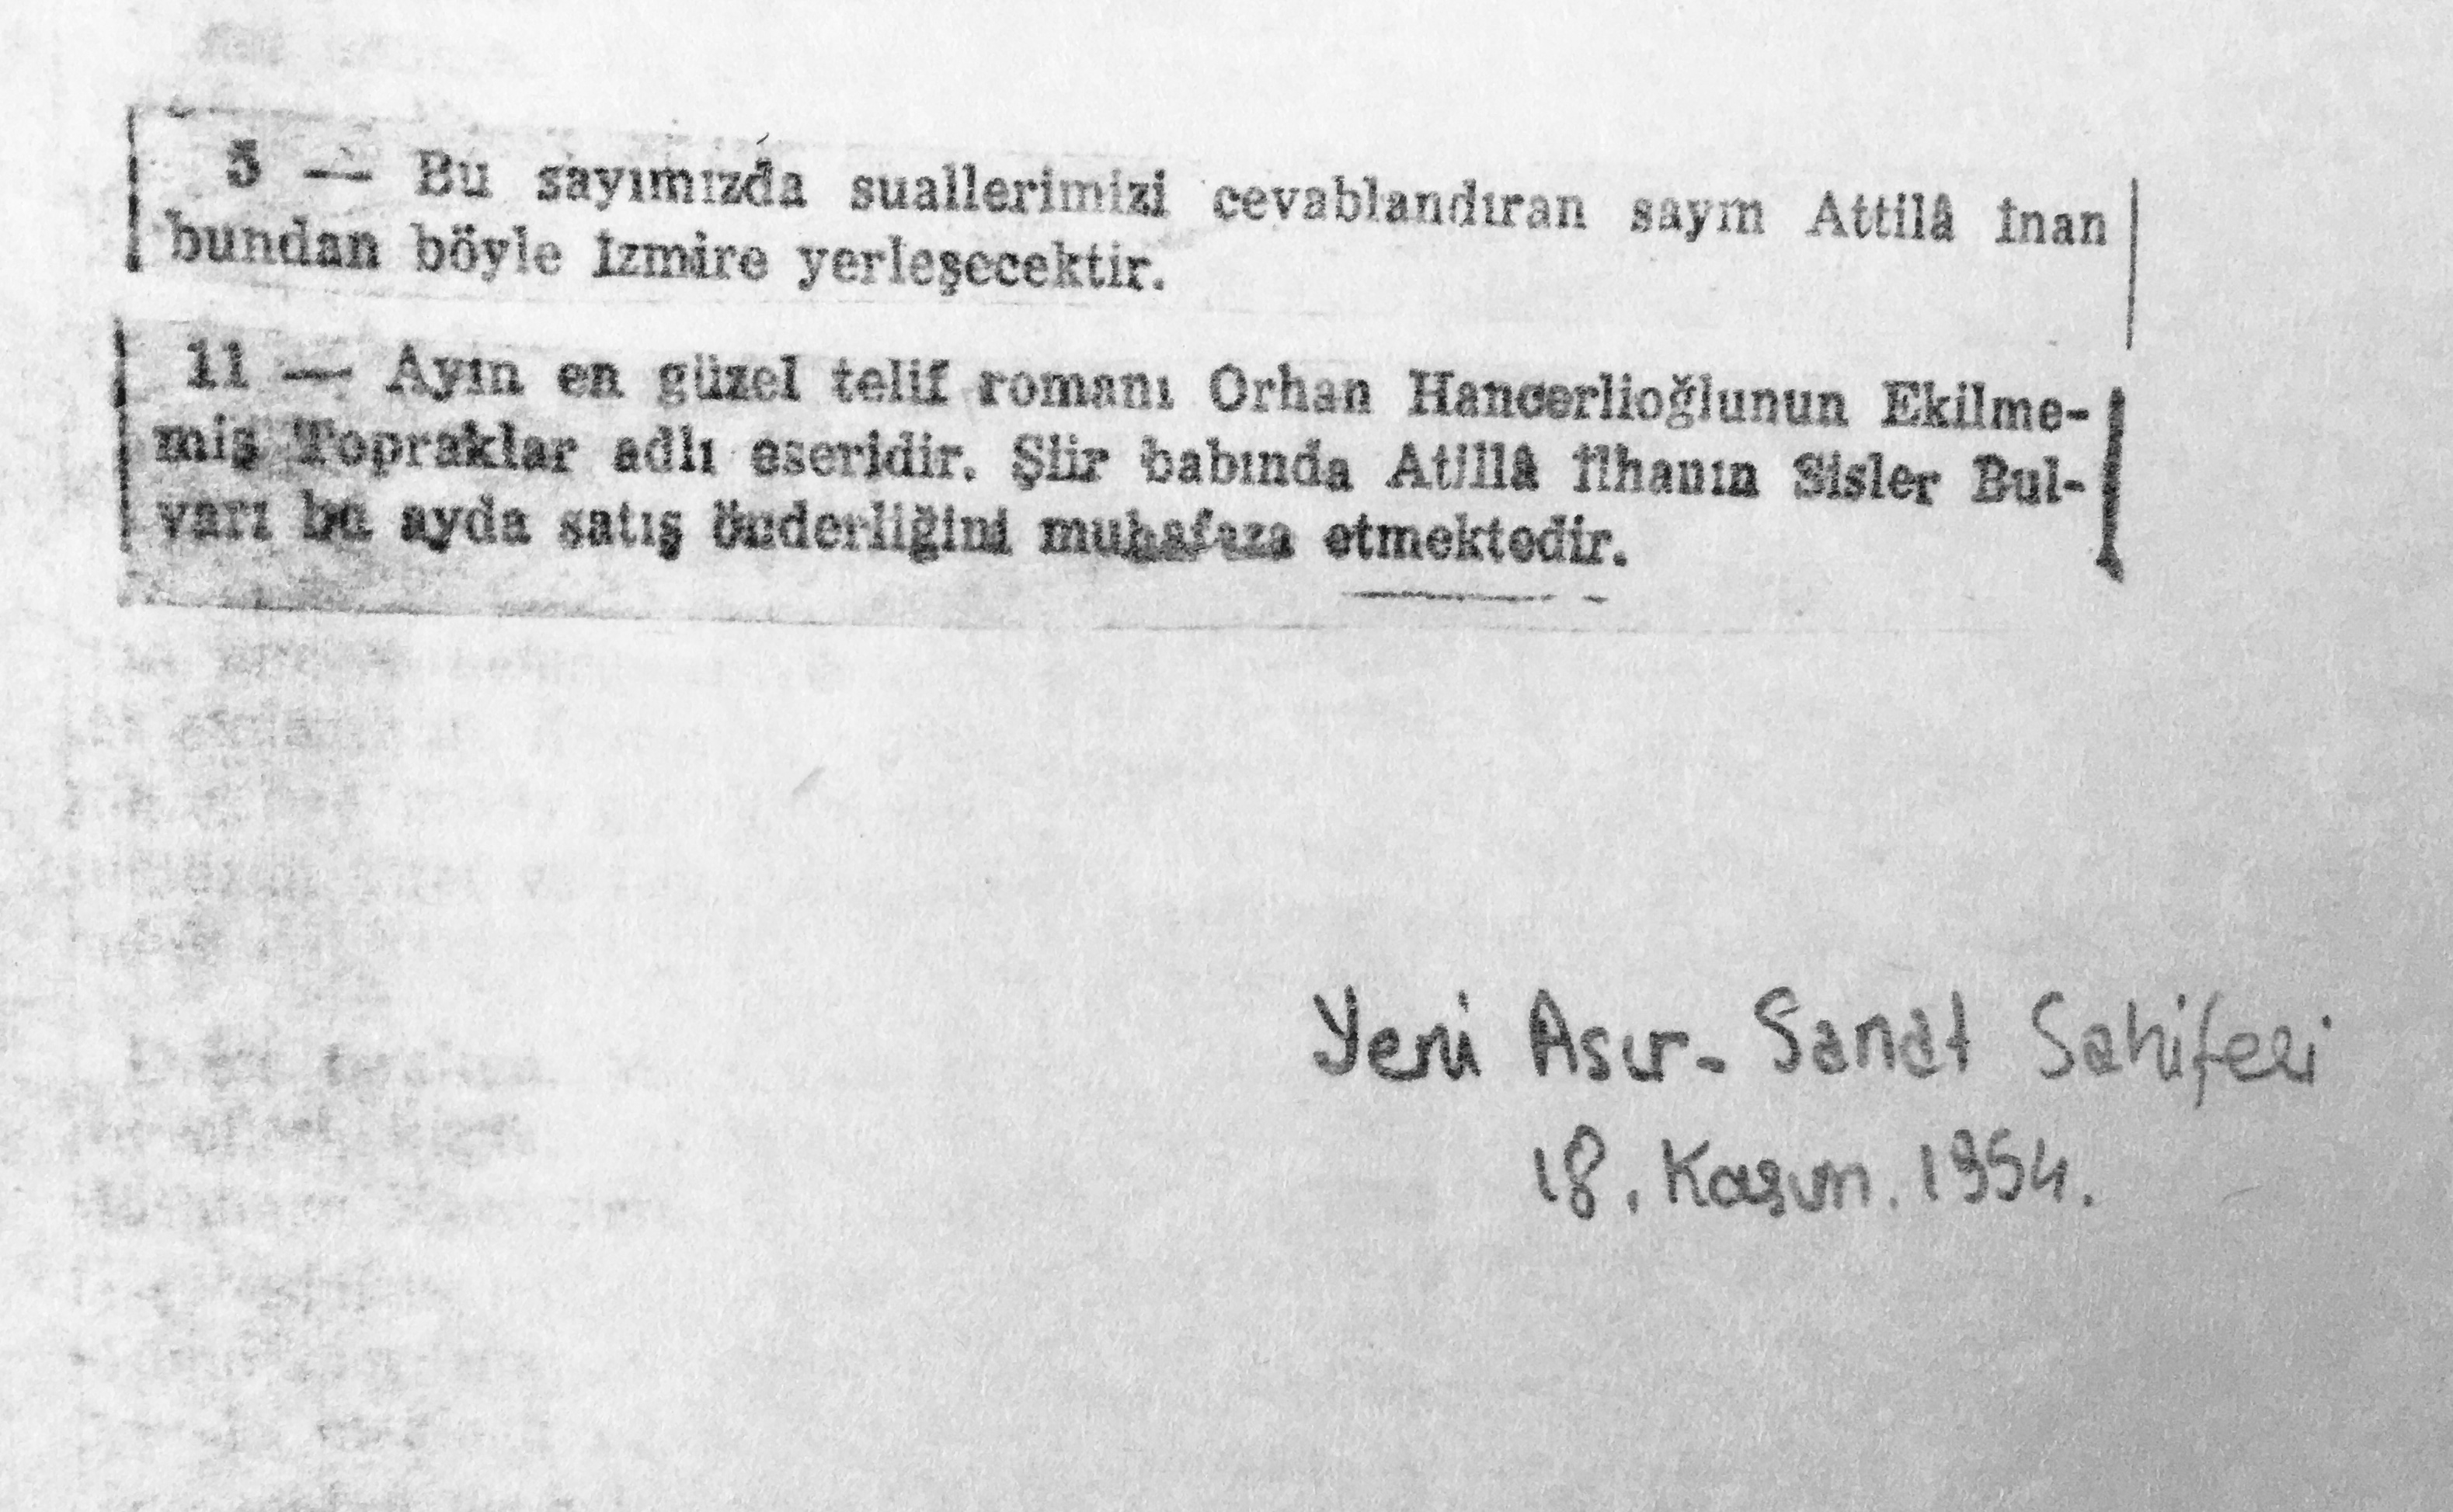 5 — Bu sayımızda suallerimizi cevablandıran sayın Attilâ İnan
bundan böyle İzmire yerleşecektir.
11 — Ayın en güzel telif romanı Orhan Hancerlioğlunun Ekilme-
miş Topraklar adlı eseridir. Şiir babında Atillâ İlhanın Sisler Bul-
varı bu ayda satış önderliğini muhafaza etmektedir.
Yeni Asır - Sanat Sahifesi
18. Kasım. 1954.